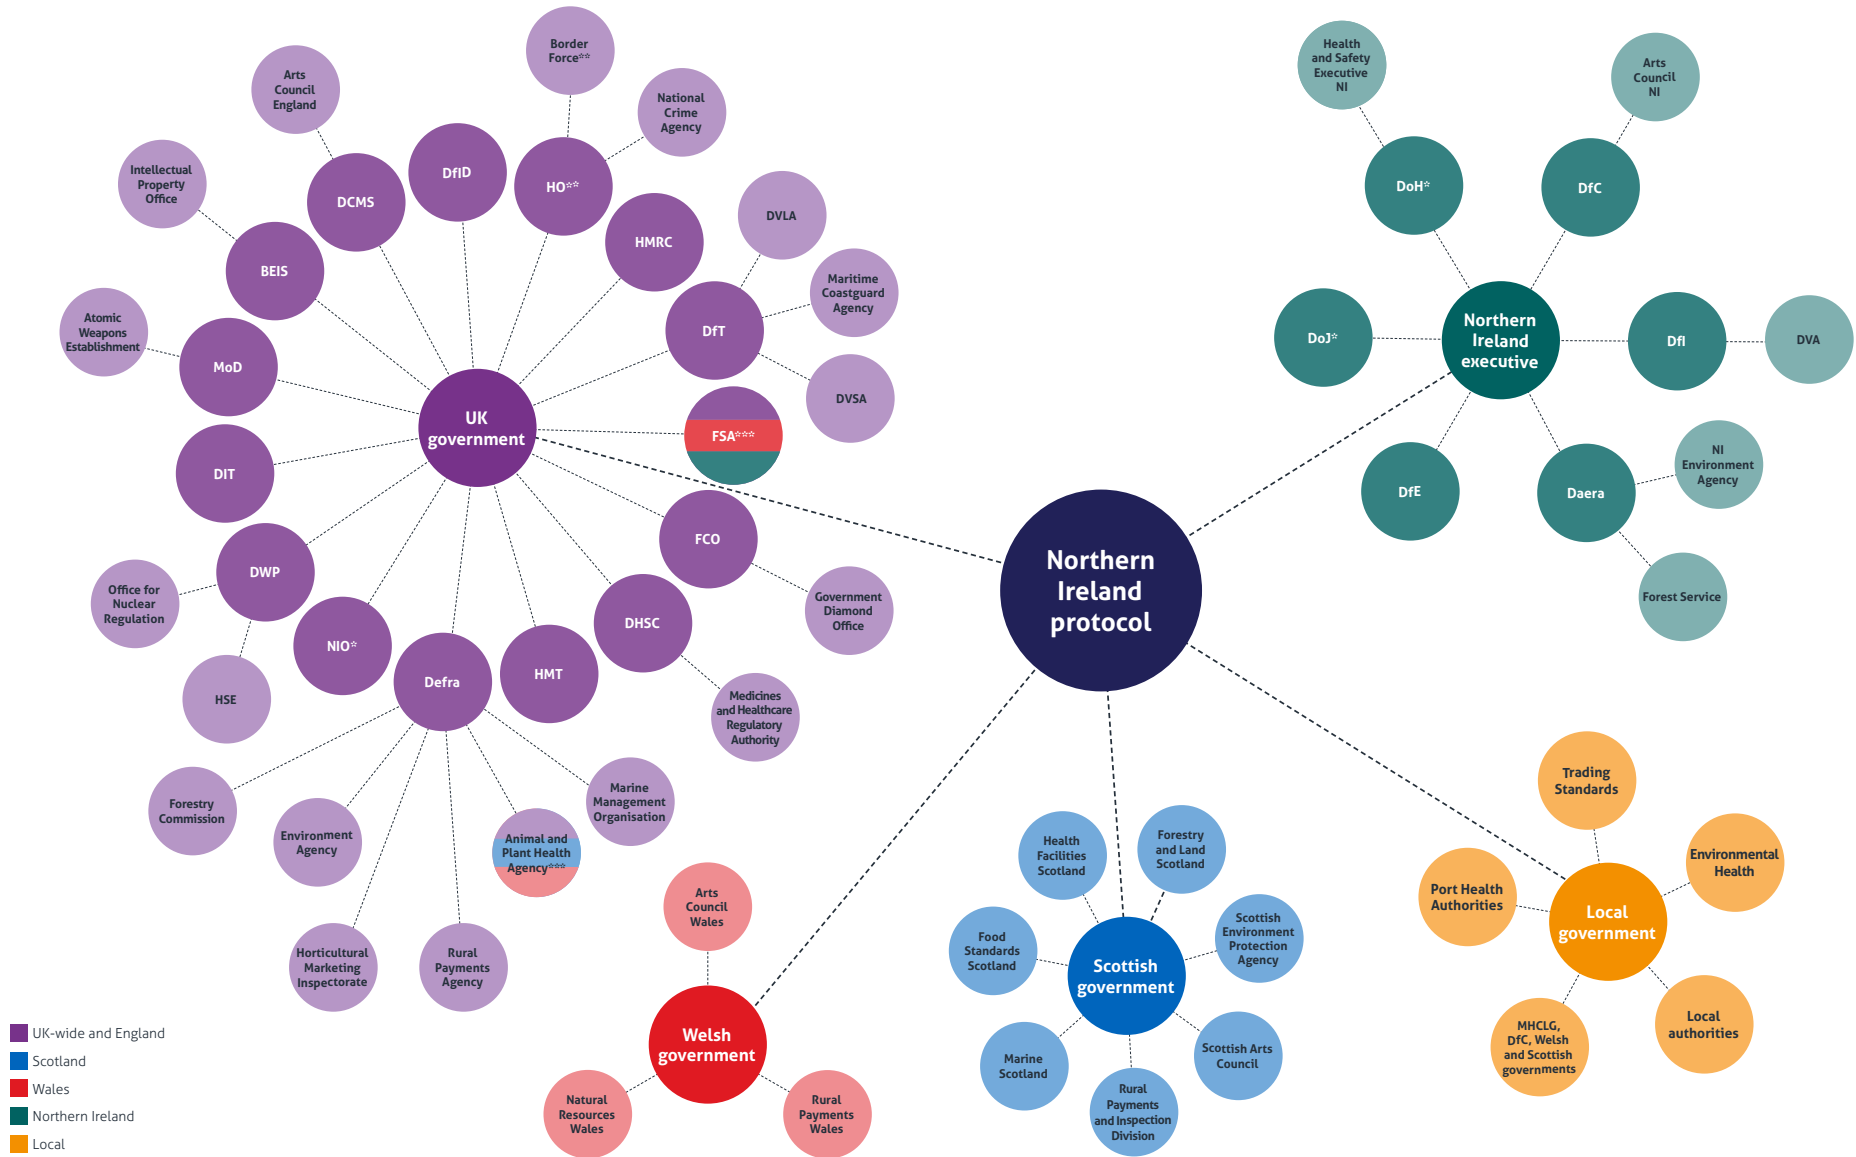 Border
Force☆☆
National
Crime
Agency
Arts
Council
England
Intellectual
Property
Office
Atomic
Weapons
Establishment
DfID
HO☆☆
DCMS
HMRC
BEIS
DfT
MoD
DVLA
Maritime
Coastguard
Agency
DVSA
UK
government
FSA☆☆☆
DIT
FCO
DWP
DHSC
NIO☆
Defra
HMT
Office for
Nuclear
Regulation
HSE
Government
Diamond
Office
Medicines
and Healthcare
Regulatory
Authority
Forestry
Commission
Environment
Agency
Animal and
Plant Health
Agency☆☆☆
Marine
Management
Organisation
Horticultural
Marketing
Inspectorate
Rural
Payments
Agency
Northern
Ireland
protocol
Health
and Safety
Executive
NI
Arts
Council
NI
DoH☆
DfC
DoJ☆
Northern
Ireland
executive
DfI
DVA
DfE
Daera
NI
Environment
Agency
Forest Service
Arts
Council
Wales
Welsh
government
Natural
Resources
Wales
Rural
Payments
Wales
Health
Facilities
Scotland
Forestry
and Land
Scotland
Food
Standards
Scotland
Scottish
Environment
Protection
Agency
Scottish
government
Marine
Scotland
Scottish Arts
Council
Rural
Payments
and Inspection
Division
Trading
Standards
Environmental
Health
Port Health
Authorities
Local
government
MHCLG,
DfC, Welsh
and Scottish
governments
Local
authorities
UK-wide and England
Scotland
Wales
Northern Ireland
Local